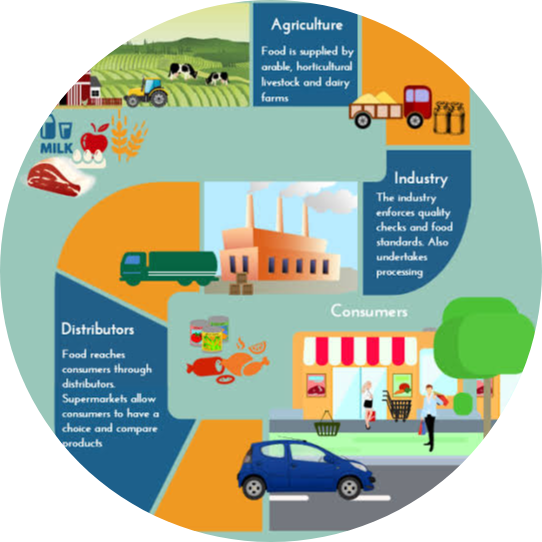 Agriculture
Food is supplied by
arable, horticultural
livestock and dairy
farms
MILK
Industry
The industry
enforces quality
checks and food
standards. Also
undertakes
processing
Consumers
Distributors
Food reaches
consumers through
distributors.
Supermarkets allow
consumers to have a
choice and compare
products